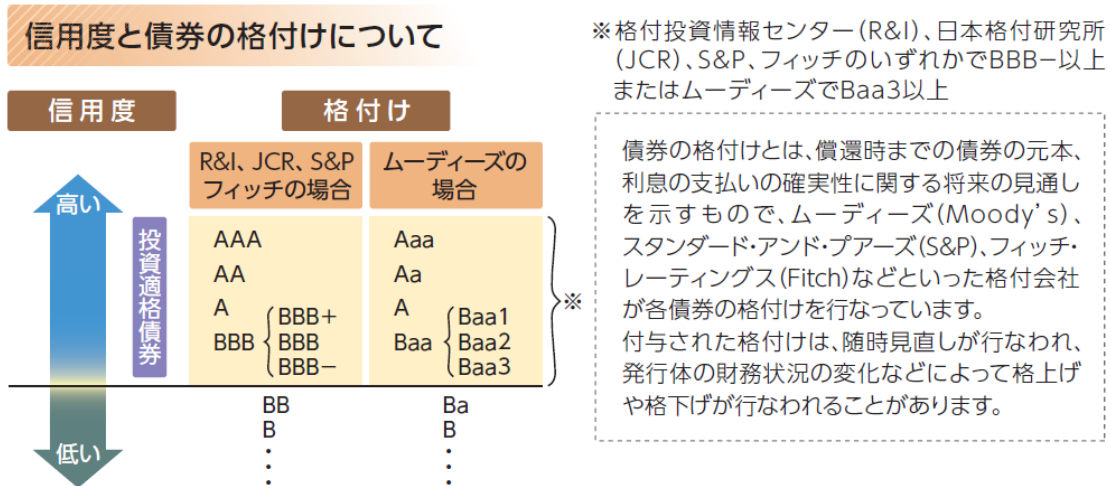 信用度と債券の格付けについて
信用度
格付け
R&I、JCR、S&P
フィッチの場合
ムーディーズの
場合
高い
投資適格債券
AAA
AA
A
BBB
BBB+
BBB
BBB−
Aaa
Aa
A
Baa
Baa1
Baa2
Baa3
※
BB
B
・
・
・
Ba
B
・
・
・
低い
※格付投資情報センター(R&I)、日本格付研究所
(JCR)、S&P、フィッチのいずれかでBBB−以上
またはムーディーズでBaa3以上
債券の格付けとは、償還時までの債券の元本、
利息の支払いの確実性に関する将来の見通し
を示すもので、ムーディーズ(Moody's)、
スタンダード・アンド・プアーズ(S&P)、フィッチ・
レーティングス(Fitch)などといった格付会社
が各債券の格付けを行なっています。
付与された格付けは、随時見直しが行なわれ、
発行体の財務状況の変化などによって格上げ
や格下げが行なわれることがあります。